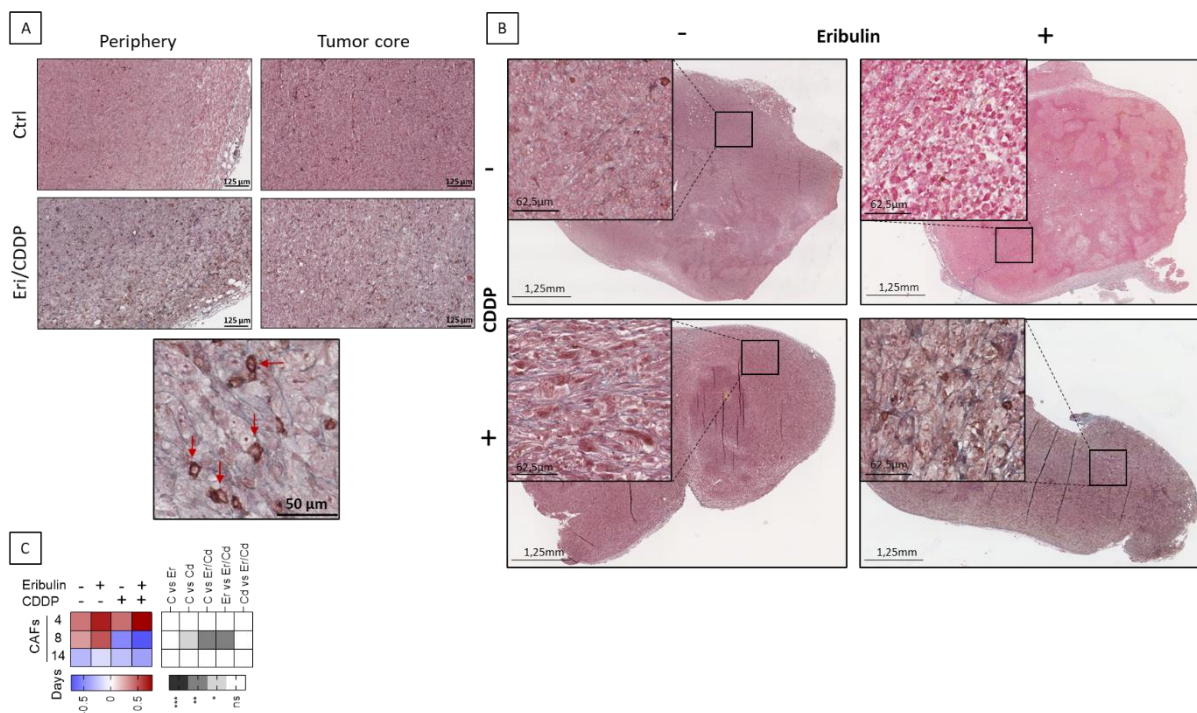 A
Periphery
Tumor core
Ctrl
125 µm
125 µm
Eri/CDDP
125 µm
125 µm
50 µm
B
- Eribulin +
CDDP
-
62,5µm
1,25mm
62,5µm
1,25mm
+
62,5µm
1,25mm
62,5µm
1,25mm
C
Eribulin - + - +
CDDP - - + +
C vs Er
C vs Cd
C vs Er/Cd
Er vs Er/Cd
Cd vs Er/Cd
CAFs
4
8
14
Days
-0.5
0
0.5
***
**
*
ns